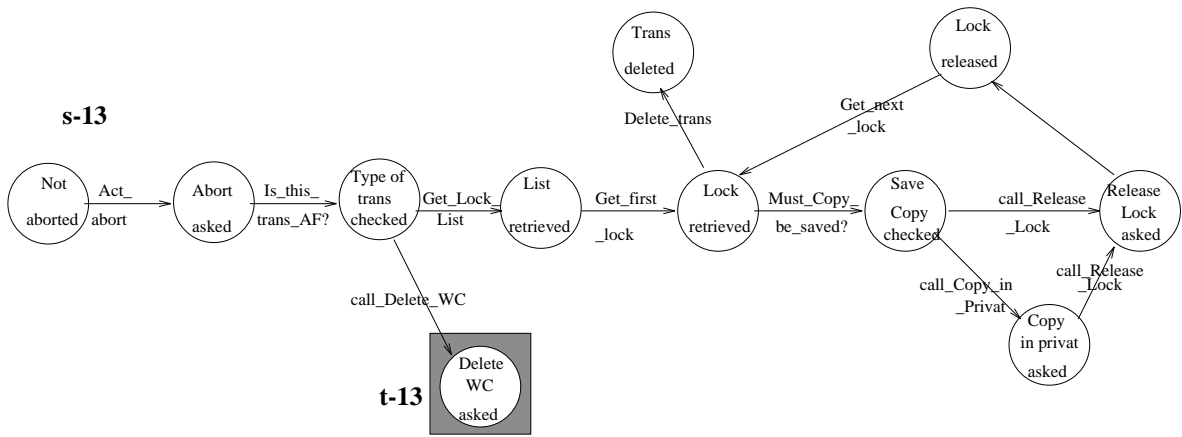 Trans
deleted
Lock
released
Delete_trans
Get_next
_lock
s-13
Not
aborted
Act_
abort
Abort
asked
Is_this_
trans_AF?
Type of
trans
checked
Get_Lock_
List
List
retrieved
Get_first
_lock
Lock
retrieved
Must_Copy_
be_saved?
Save
Copy
checked
call_Release
_Lock
Release
Lock
asked
call_Delete_WC
call_Copy_in
_Privat
call_Release
_Lock
Copy
in privat
asked
t-13
Delete
WC
asked